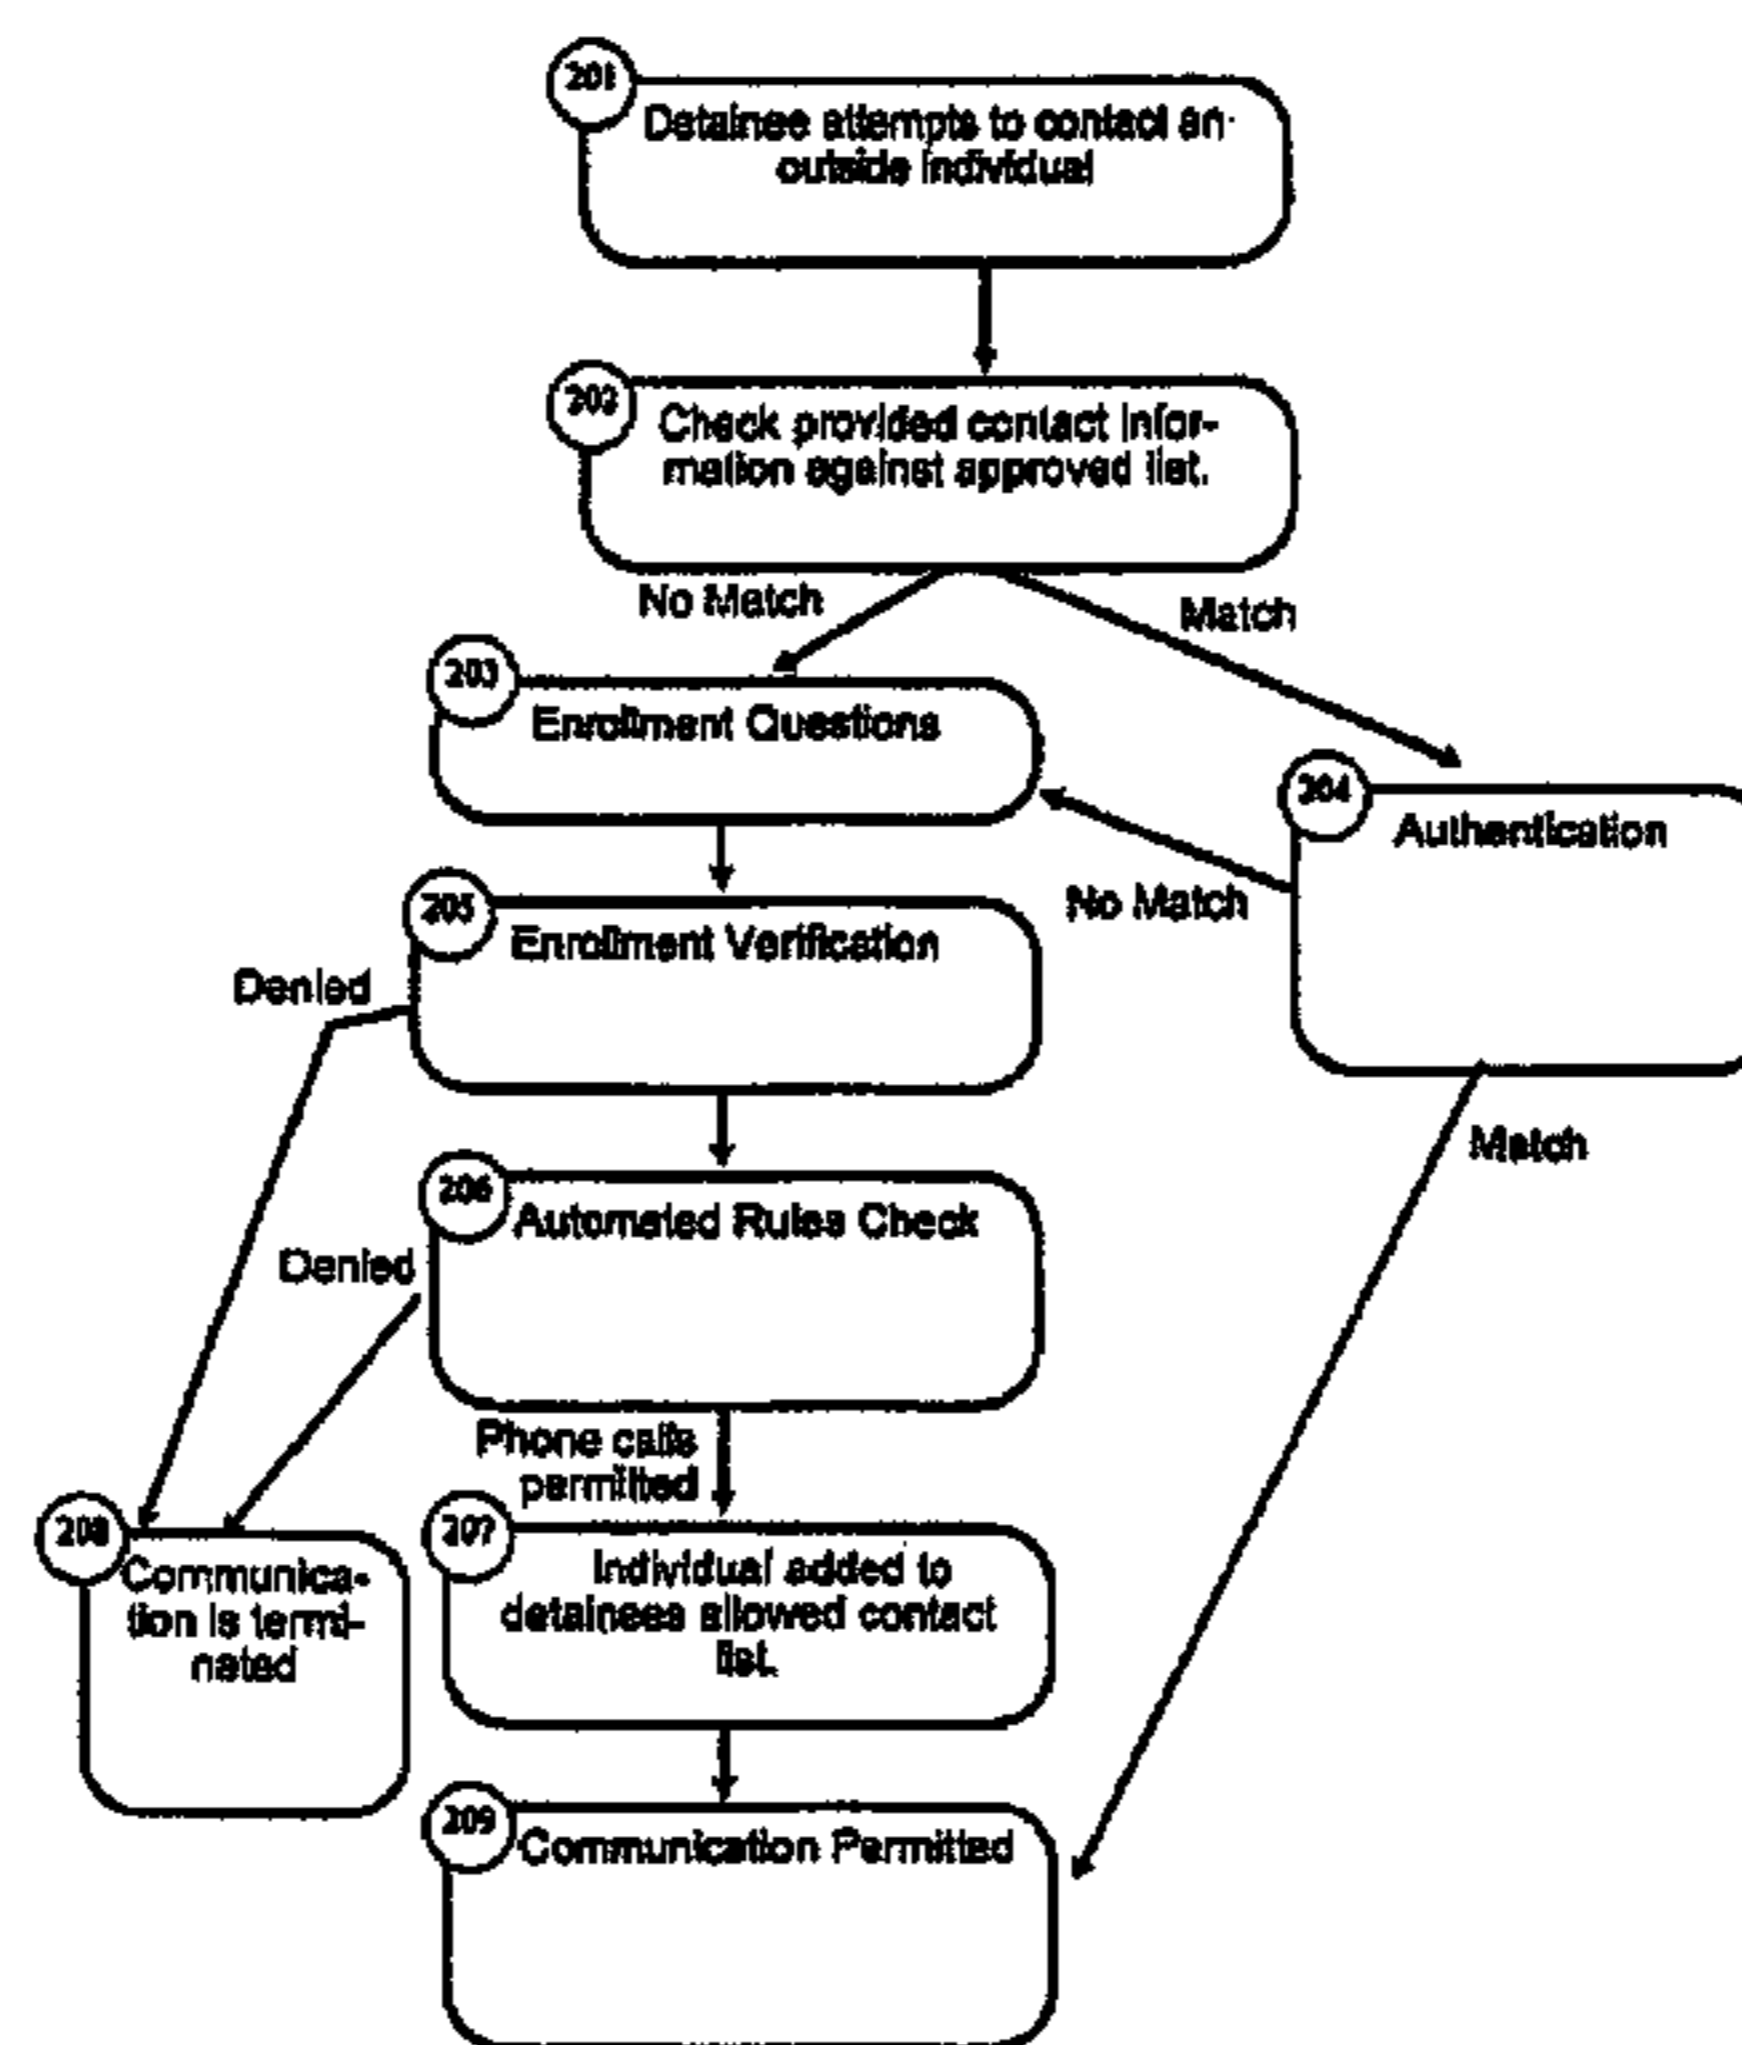 201
Detainee attempts to contact an
outside individual
202
Check provided contact infor-
mation against approved list.
No Match
Match
203
Enrollment Questions
204
Authentication
No Match
205
Enrollment Verification
Denied
Match
206
Automated Rules Check
Denied
Phone calls
permitted
208
Communica-
tion is termi-
nated
207
Individual added to
detainees allowed contact
list.
209
Communication Permitted